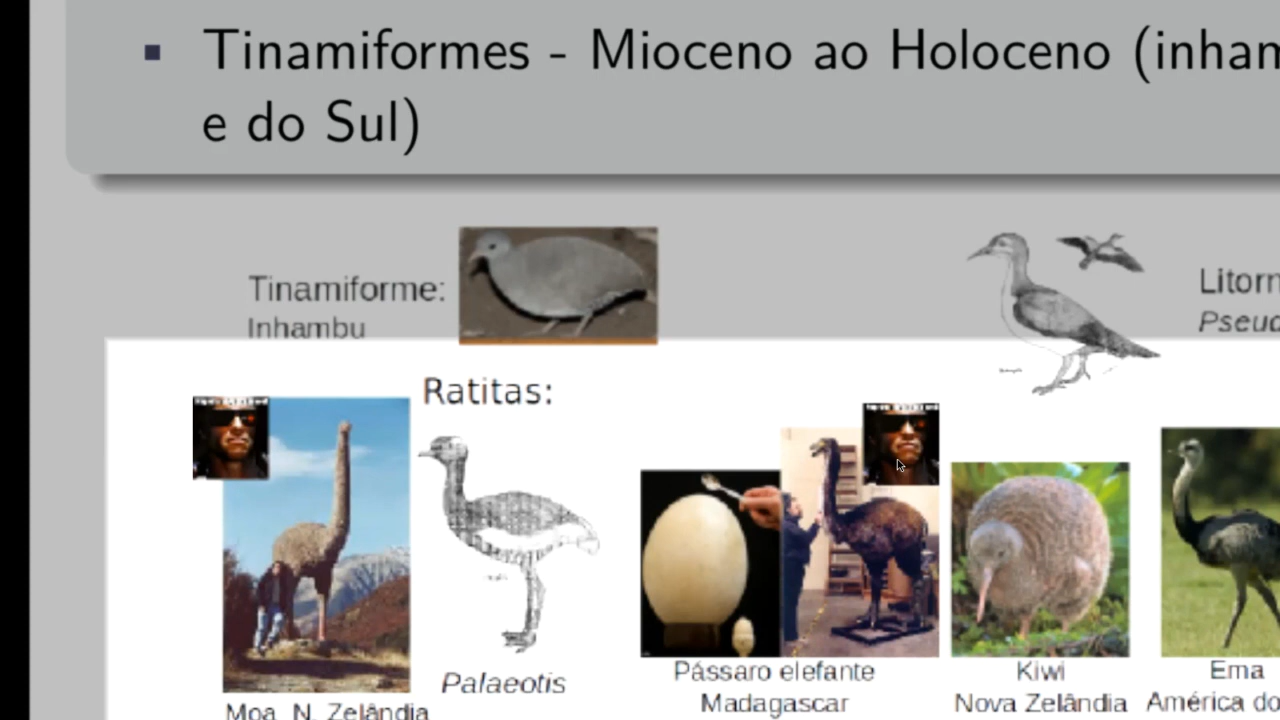 Tinamiformes - Mioceno ao Holoceno (inham
e do Sul)
Tinamiforme:
Inhambu
Litorn
Pseud
Ratitas:
Palaeotis
Moa N. Zelândia
Pássaro elefante
Madagascar
Kiwi
Nova Zelândia
Ema
América do